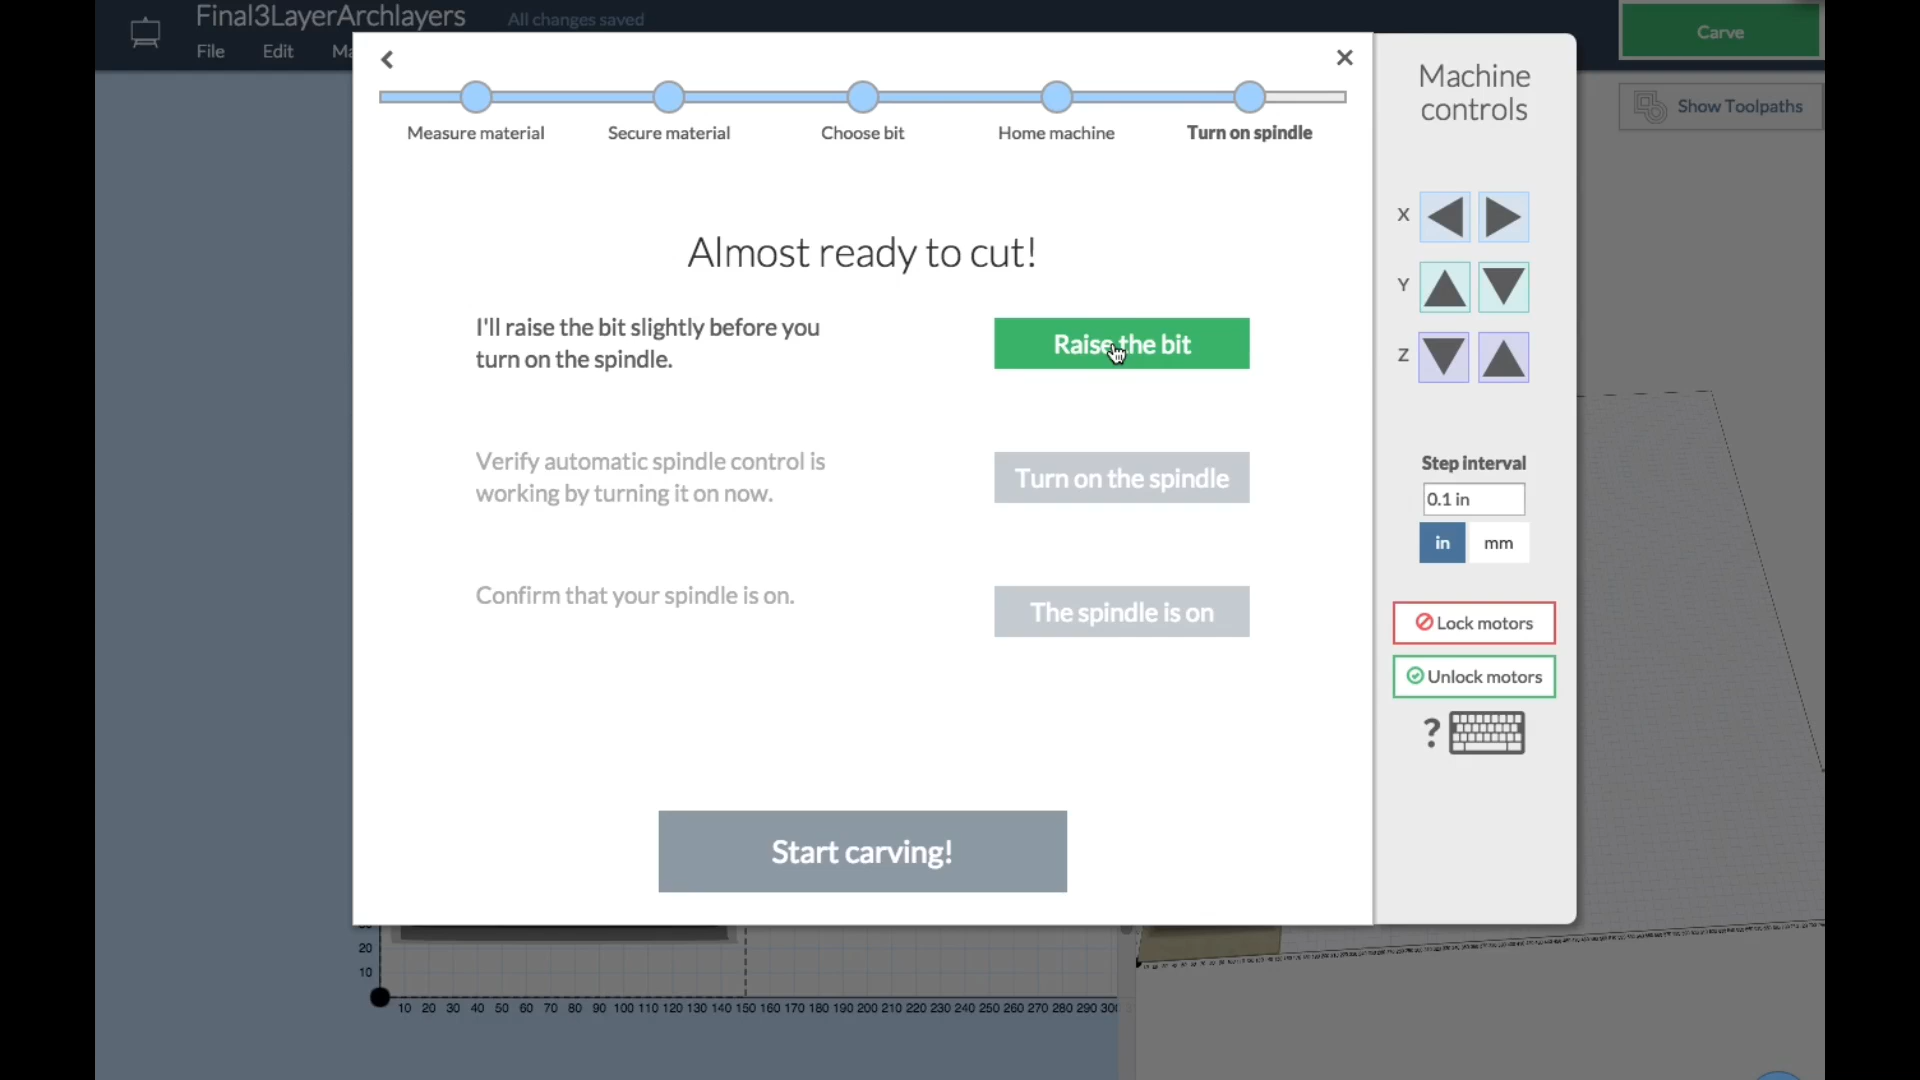 Final3LayerArchlayers
All changes saved
File Edit Ma
Carve
Show Toolpaths
Measure material
Secure material
Choose bit
Home machine
Turn on spindle
Almost ready to cut!
I'll raise the bit slightly before you
turn on the spindle.
Raise the bit
Verify automatic spindle control is
working by turning it on now.
Turn on the spindle
Confirm that your spindle is on.
The spindle is on
Start carving!
Machine
controls
X
Y
Z
Step interval
0.1 in
in mm
Lock motors
Unlock motors
?
20
10
10 20 30 40 50 60 70 80 90 100 110 120 130 140 150 160 170 180 190 200 210 220 230 240 250 260 270 280 290 300